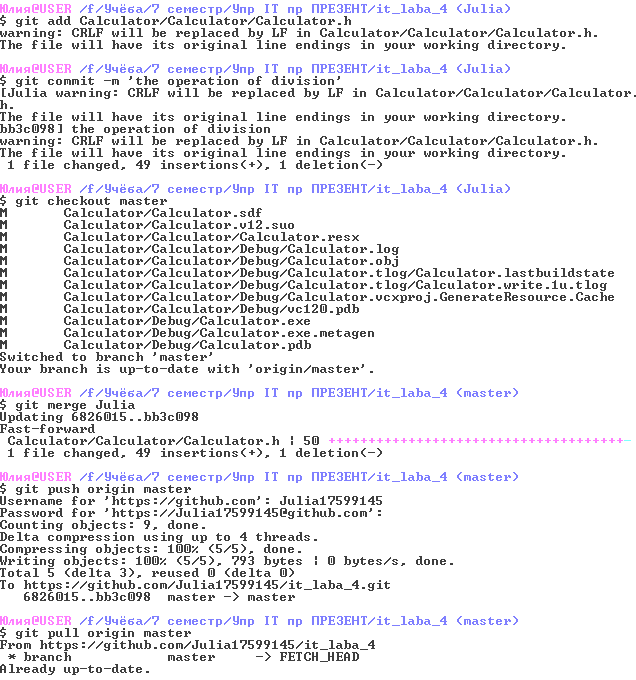 Юлия@USER /f/Учёба/7 семестр/Упр IT пр ПРЕЗЕНТ/it_laba_4 (Julia)
$ git add Calculator/Calculator/Calculator.h
warning: CRLF will be replaced by LF in Calculator/Calculator/Calculator.h.
The file will have its original line endings in your working directory.
Юлия@USER /f/Учёба/7 семестр/Упр IT пр ПРЕЗЕНТ/it_laba_4 (Julia)
$ git commit -m 'the operation of division'
[Julia warning: CRLF will be replaced by LF in Calculator/Calculator/Calculator.
h.
The file will have its original line endings in your working directory.
bb3c098] the operation of division
warning: CRLF will be replaced by LF in Calculator/Calculator/Calculator.h.
The file will have its original line endings in your working directory.
 1 file changed, 49 insertions(+), 1 deletion(-)
Юлия@USER /f/Учёба/7 семестр/Упр IT пр ПРЕЗЕНТ/it_laba_4 (Julia)
$ git checkout master
M       Calculator/Calculator.sdf
M       Calculator/Calculator.v12.suo
M       Calculator/Calculator/Calculator.resx
M       Calculator/Calculator/Debug/Calculator.log
M       Calculator/Calculator/Debug/Calculator.obj
M       Calculator/Calculator/Debug/Calculator.tlog/Calculator.lastbuildstate
M       Calculator/Calculator/Debug/Calculator.tlog/Calculator.write.1u.tlog
M       Calculator/Calculator/Debug/Calculator.vcxproj.GenerateResource.Cache
M       Calculator/Calculator/Debug/vc120.pdb
M       Calculator/Debug/Calculator.exe
M       Calculator/Debug/Calculator.exe.metagen
M       Calculator/Debug/Calculator.pdb
Switched to branch 'master'
Your branch is up-to-date with 'origin/master'.
Юлия@USER /f/Учёба/7 семестр/Упр IT пр ПРЕЗЕНТ/it_laba_4 (master)
$ git merge Julia
Updating 6826015..bb3c098
Fast-forward
 Calculator/Calculator/Calculator.h | 50 +++++++++++++++++++++++++++++++++++++-
 1 file changed, 49 insertions(+), 1 deletion(-)
Юлия@USER /f/Учёба/7 семестр/Упр IT пр ПРЕЗЕНТ/it_laba_4 (master)
$ git push origin master
Username for 'https://github.com': Julia17599145
Password for 'https://Julia17599145@github.com':
Counting objects: 9, done.
Delta compression using up to 4 threads.
Compressing objects: 100% (5/5), done.
Writing objects: 100% (5/5), 793 bytes | 0 bytes/s, done.
Total 5 (delta 3), reused 0 (delta 0)
To https://github.com/Julia17599145/it_laba_4.git
   6826015..bb3c098  master -> master
Юлия@USER /f/Учёба/7 семестр/Упр IT пр ПРЕЗЕНТ/it_laba_4 (master)
$ git pull origin master
From https://github.com/Julia17599145/it_laba_4
 * branch            master     -> FETCH_HEAD
Already up-to-date.